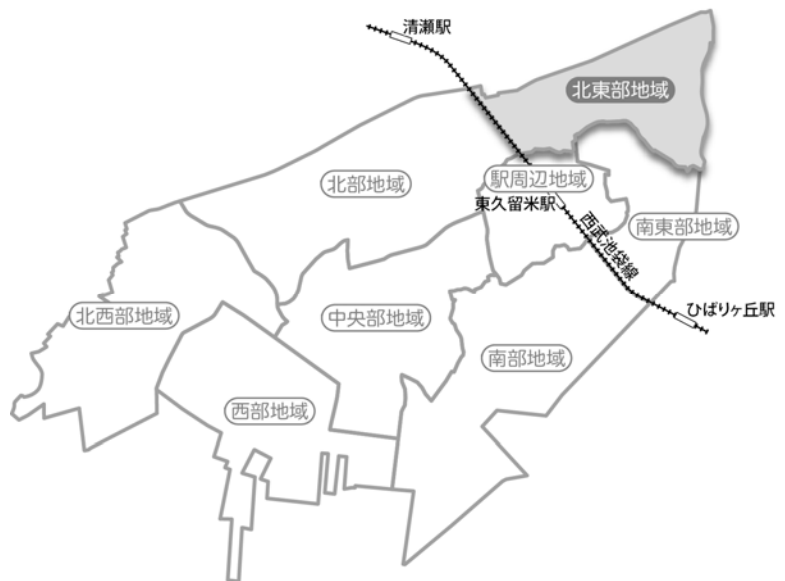 清瀬駅
北東部地域
北部地域
駅周辺地域
東久留米駅
南東部地域
西武池袋線
北西部地域
中央部地域
ひばりヶ丘駅
南部地域
西部地域